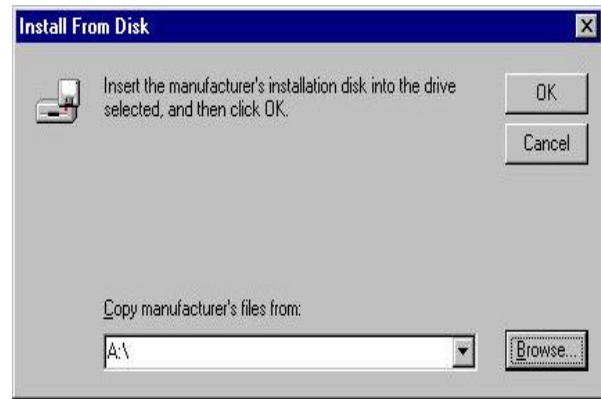 Install From Disk
Insert the manufacturer's installation disk into the drive
selected, and then click OK.
OK
Cancel
Copy manufacturer's files from:
A:\
Browse...